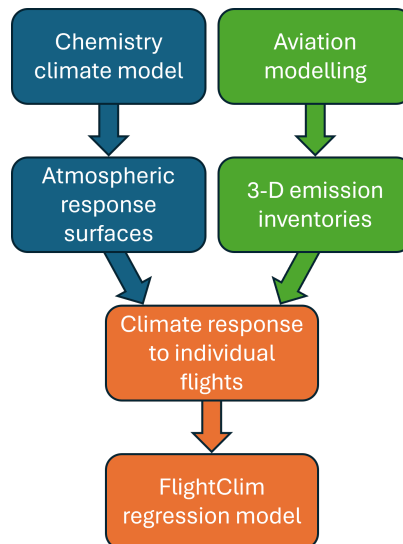 Chemistry
climate model
Aviation
modelling
Atmospheric
response
surfaces
3-D emission
inventories
Climate response
to individual
flights
FlightClim
regression model